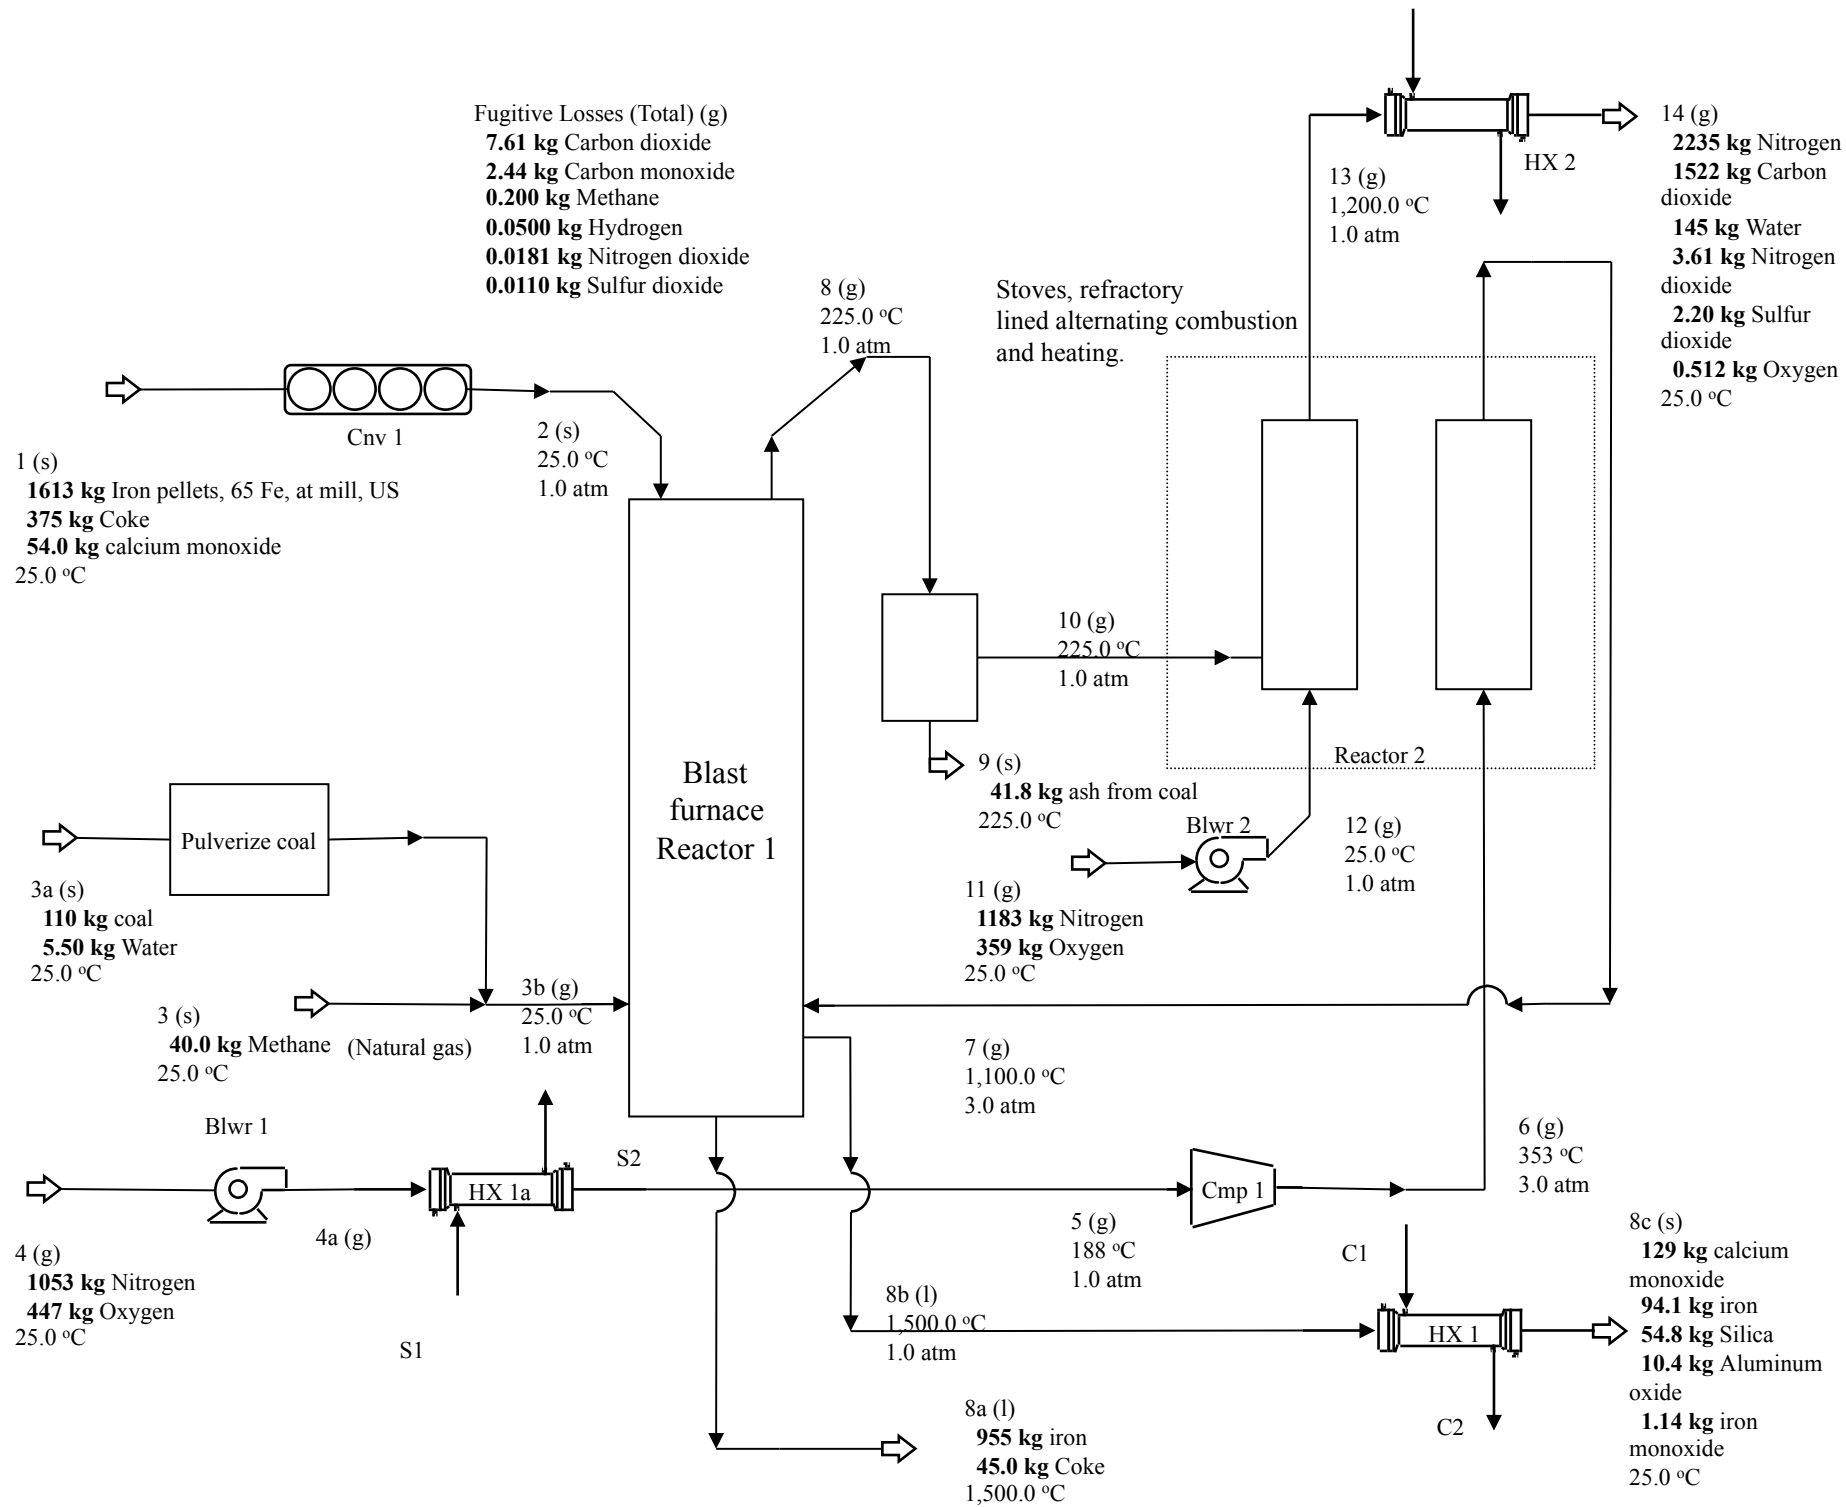 Fugitive Losses (Total) (g)
7.61 kg Carbon dioxide
2.44 kg Carbon monoxide
0.200 kg Methane
0.0500 kg Hydrogen
0.0181 kg Nitrogen dioxide
0.0110 kg Sulfur dioxide
HX 2
14 (g)
2235 kg Nitrogen
1522 kg Carbon
dioxide
145 kg Water
3.61 kg Nitrogen
dioxide
2.20 kg Sulfur
dioxide
0.512 kg Oxygen
25.0 °C
13 (g)
1,200.0 °C
1.0 atm
8 (g)
225.0 °C
1.0 atm
Stoves, refractory
lined alternating combustion
and heating.
Cnv 1
2 (s)
25.0 °C
1.0 atm
1 (s)
1613 kg Iron pellets, 65 Fe, at mill, US
375 kg Coke
54.0 kg calcium monoxide
25.0 °C
10 (g)
225.0 °C
1.0 atm
Reactor 2
Blast
furnace
Reactor 1
9 (s)
41.8 kg ash from coal
225.0 °C
Blwr 2
12 (g)
25.0 °C
1.0 atm
11 (g)
1183 kg Nitrogen
359 kg Oxygen
25.0 °C
Pulverize coal
3a (s)
110 kg coal
5.50 kg Water
25.0 °C
3 (s)
40.0 kg Methane (Natural gas)
25.0 °C
3b (g)
25.0 °C
1.0 atm
7 (g)
1,100.0 °C
3.0 atm
Blwr 1
S2
HX 1a
Cmp 1
6 (g)
353 °C
3.0 atm
4a (g)
4 (g)
1053 kg Nitrogen
447 kg Oxygen
25.0 °C
S1
5 (g)
188 °C
1.0 atm
C1
8b (l)
1,500.0 °C
1.0 atm
HX 1
8c (s)
129 kg calcium
monoxide
94.1 kg iron
54.8 kg Silica
10.4 kg Aluminum
oxide
1.14 kg iron
monoxide
25.0 °C
C2
8a (l)
955 kg iron
45.0 kg Coke
1,500.0 °C